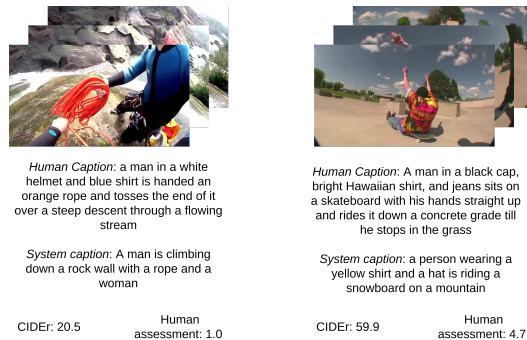 Human Caption: a man in a white
helmet and blue shirt is handed an
orange rope and tosses the end of it
over a steep descent through a flowing
stream
System caption: A man is climbing
down a rock wall with a rope and a
woman
CIDEr: 20.5
Human
assessment: 1.0
Human Caption: A man in a black cap,
bright Hawaiian shirt, and jeans sits on
a skateboard with his hands straight up
and rides it down a concrete grade till
he stops in the grass
System caption: a person wearing a
yellow shirt and a hat is riding a
snowboard on a mountain
CIDEr: 59.9
Human
assessment: 4.7